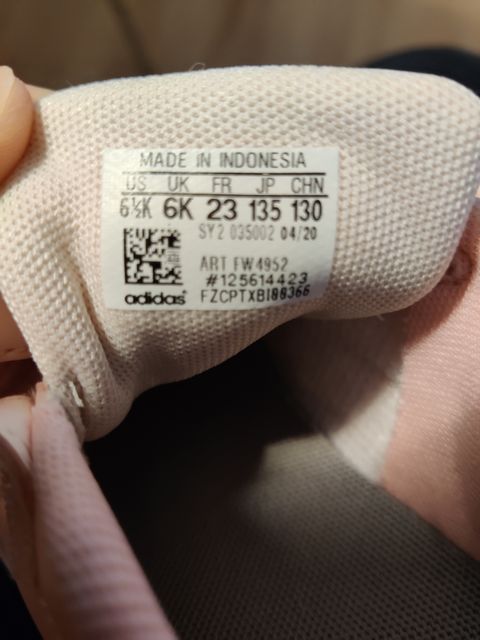 MADE IN INDONESIA
US UK FR JP CHN
6½K 6K 23 135 130
SY2 035002 04/20
ART FW4952
#125614423
adidas FZCPTXBI88366